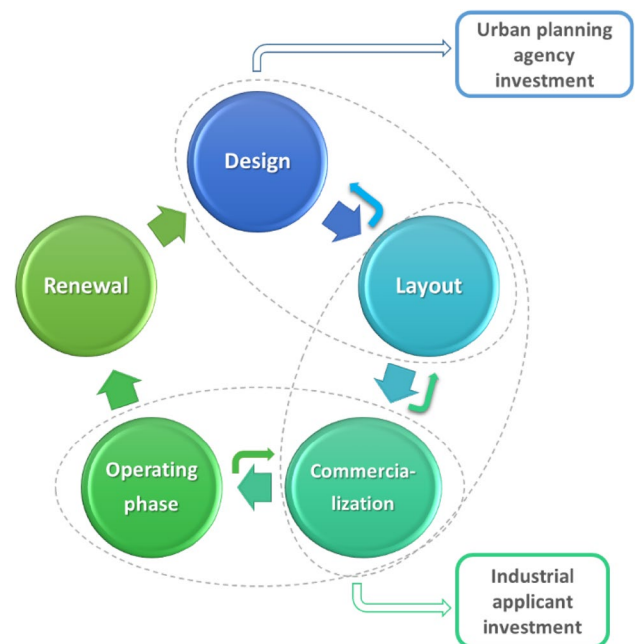 Urban planning
agency
investment
Design
Renewal
Layout
Operating
phase
Commercia-
lization
Industrial
applicant
investment